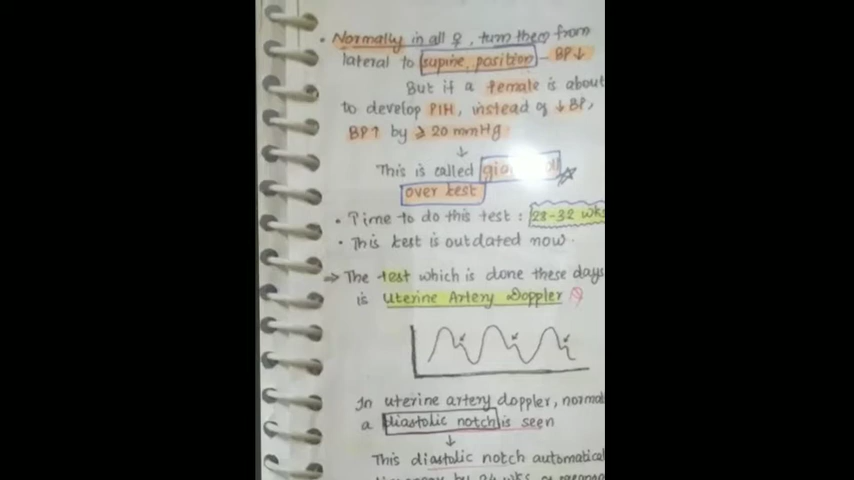 • Normally in all ♀, turn them from
lateral to supine position - BP↓
But if a female is about
to develop PIH, instead of ↓ BP,
BP↑ by ⩾ 20 mmHg
↓
This is called
over test
• Time to do this test : 28-32 wks
• This test is outdated now.
⇒ The test which is done these days
is Uterine Artery Doppler
In uterine artery doppler, normal
a diastolic notch is seen
↓
This diastolic notch automatical
by 24 wks